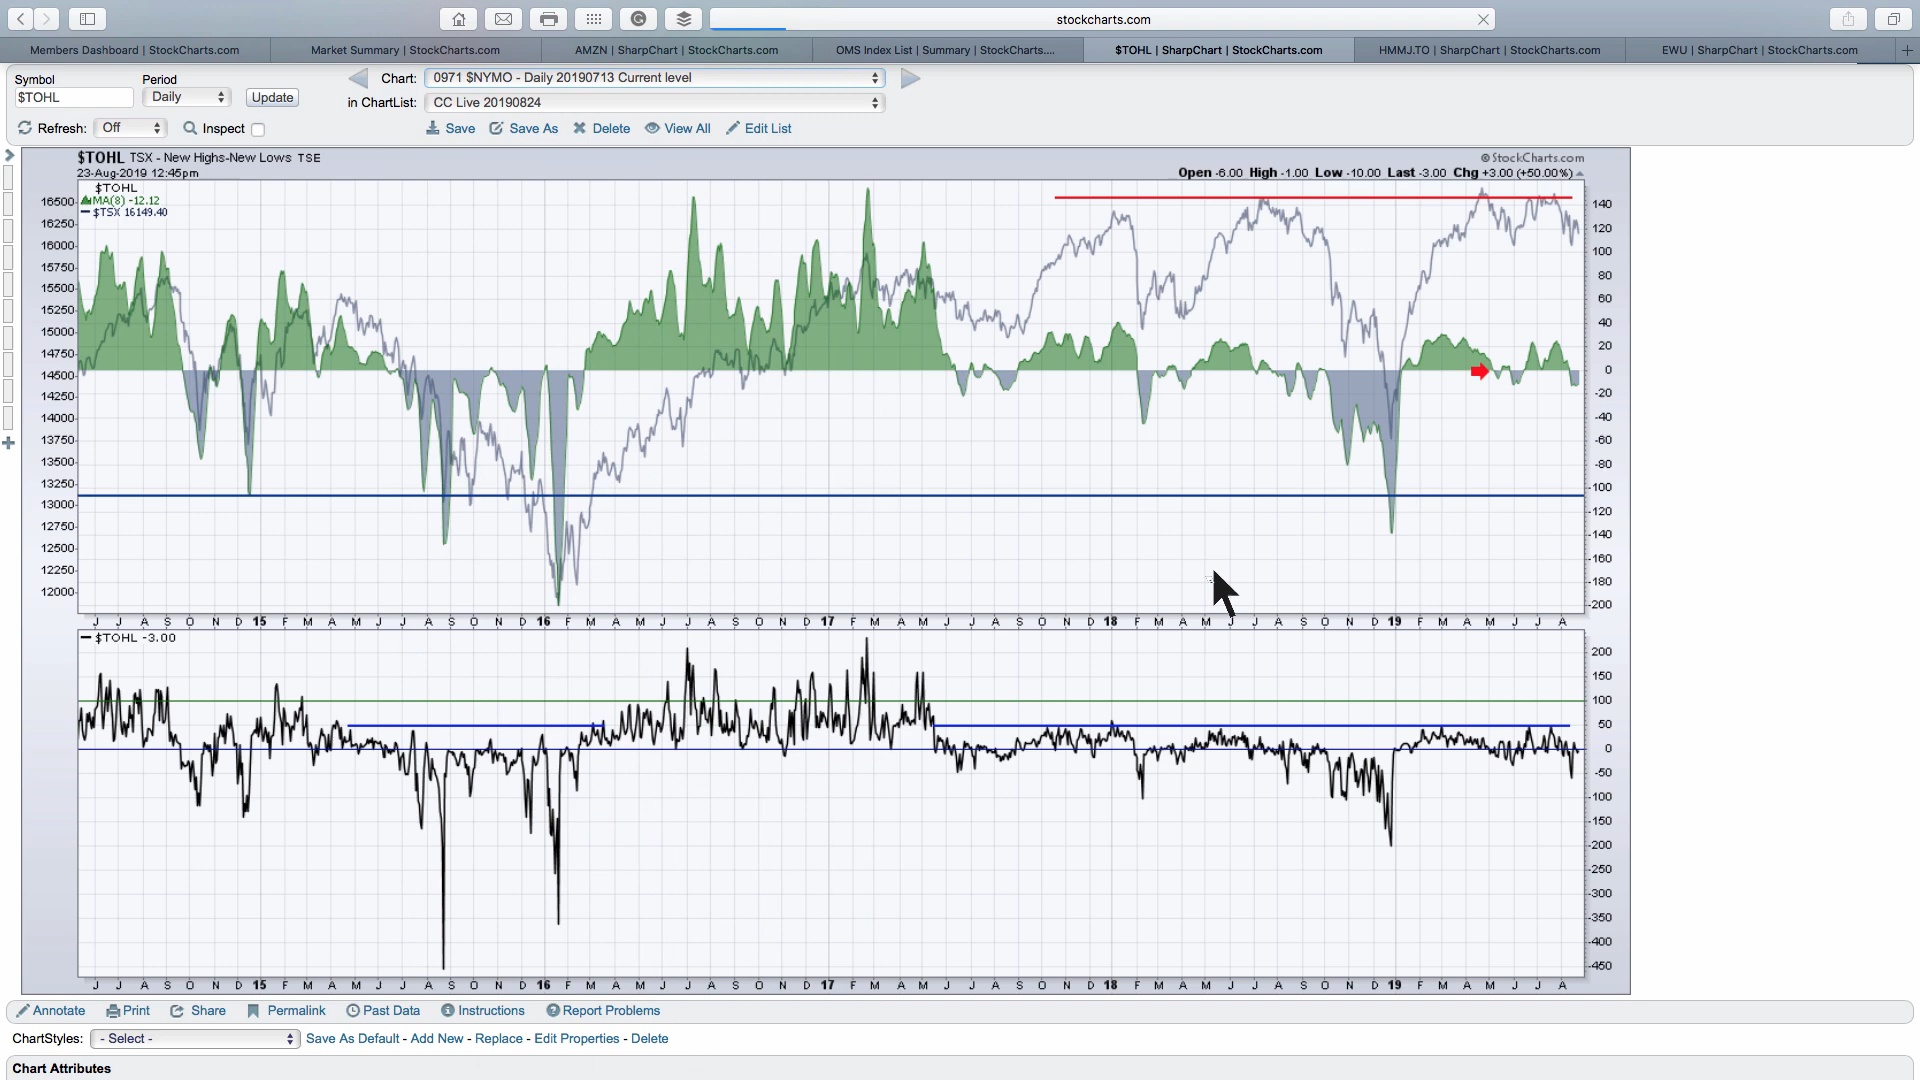 stockcharts.com
Members Dashboard | StockCharts.com
Market Summary | StockCharts.com
AMZN | SharpChart | StockCharts.com
OMS Index List | Summary | StockCharts....
$TOHL | SharpChart | StockCharts.com
HMMJ.TO | SharpChart | StockCharts.com
EWU | SharpChart | StockCharts.com
Symbol
Period
Chart: 0971 $NYMO - Daily 20190713 Current level
$TOHL Daily Update
in ChartList: CC Live 20190824
Refresh: Off Inspect
Save Save As Delete View All Edit List
$TOHL TSX - New Highs-New Lows TSE
© StockCharts.com
23-Aug-2019 12:45pm
Open -6.00 High -1.00 Low -10.00 Last -3.00 Chg +3.00 (+50.00%)
$TOHL
MA(8) -12.12
$TSX 16149.40
16500
16250
16000
15750
15500
15250
15000
14750
14500
14250
14000
13750
13500
13250
13000
12750
12500
12250
12000
140
120
100
80
60
40
20
0
-20
-40
-60
-80
-100
-120
-140
-160
-180
-200
J J A S O N D 15 F M A M J J A S O N D 16 F M A M J J A S O N D 17 F M A M J J A S O N D 18 F M A M J J A S O N D 19 F M A M J J A
$TOHL -3.00
200
150
100
50
0
-50
-100
-150
-200
-250
-300
-350
-400
-450
J J A S O N D 15 F M A M J J A S O N D 16 F M A M J J A S O N D 17 F M A M J J A S O N D 18 F M A M J J A S O N D 19 F M A M J J A
Annotate Print Share Permalink Past Data Instructions Report Problems
ChartStyles: - Select - Save As Default - Add New - Replace - Edit Properties - Delete
Chart Attributes